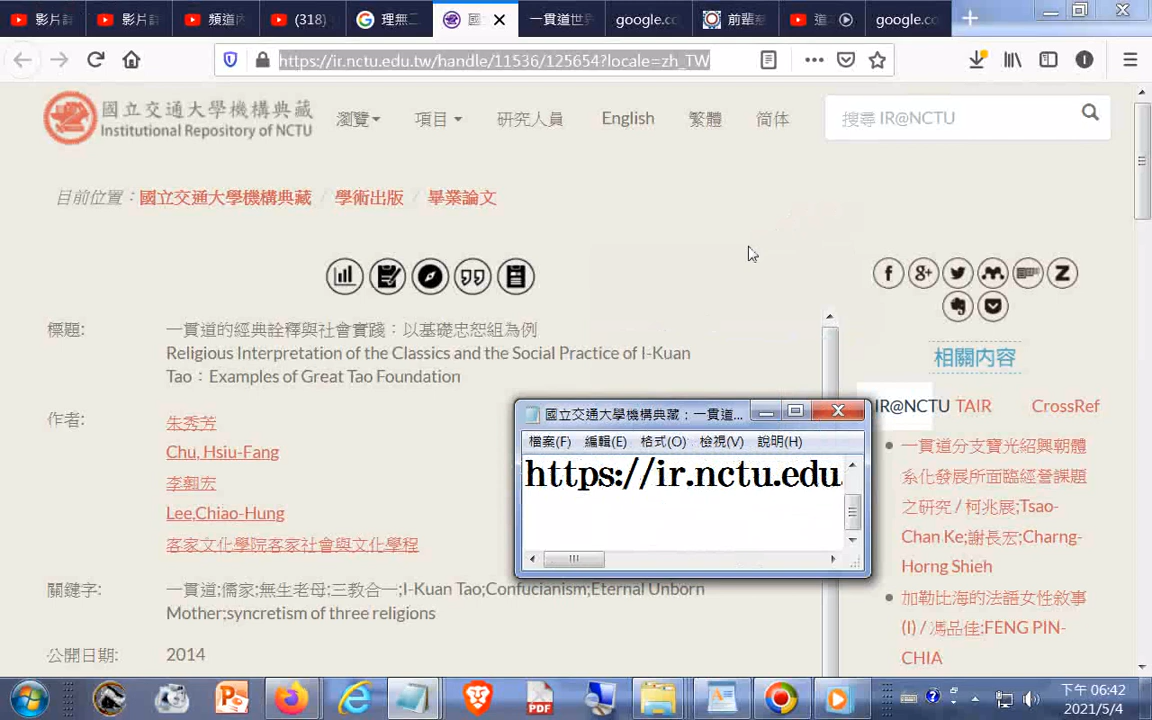 影片
影片
頻道
(318)
Google 理無二
一貫道世
google.co
前輩
道
google.co
https://ir.nctu.edu.tw/handle/11536/125654?locale=zh_TW
國立交通大學機構典藏
Institutional Repository of NCTU
瀏覽 項目 研究人員 English 繁體 简体
搜尋 IR@NCTU
目前位置：國立交通大學機構典藏 / 學術出版 / 畢業論文
標題: 一貫道的經典詮釋與社會實踐：以基礎忠恕組為例
Religious Interpretation of the Classics and the Social Practice of I-Kuan
Tao：Examples of Great Tao Foundation
作者: 朱秀芳
Chu, Hsiu-Fang
李翹宏
Lee,Chiao-Hung
客家文化學院客家社會與文化學程
關鍵字: 一貫道;儒家;無生老母;三教合一;I-Kuan Tao;Confucianism;Eternal Unborn
Mother;syncretism of three religions
公開日期: 2014
相關內容
IR@NCTU TAIR CrossRef
一貫道分支寶光紹興朝體
系化發展所面臨經營課題
之研究 / 柯兆展;Tsao-
Chan Ke;謝長宏;Charng-
Horng Shieh
加勒比海的法語女性敘事
(I) / 馮品佳;FENG PIN-
CHIA
國立交通大學機構典藏：一貫道...
檔案(F) 編輯(E) 格式(O) 檢視(V) 說明(H)
https://ir.nctu.edu.
PDF
下午 06:42
2021/5/4